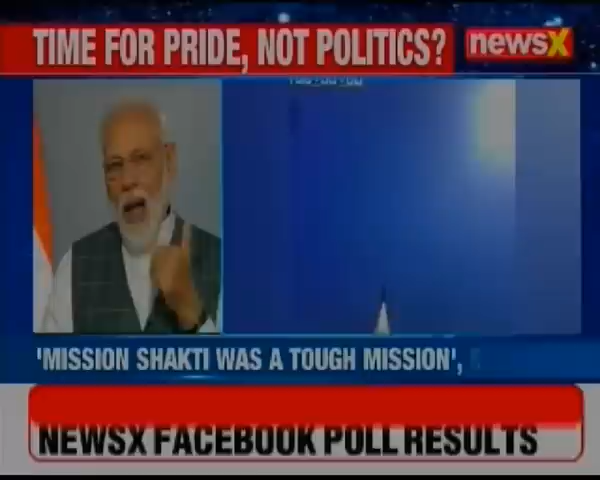 TIME FOR PRIDE, NOT POLITICS?
newsX
'MISSION SHAKTI WAS A TOUGH MISSION',
NEWSX FACEBOOK POLL RESULTS